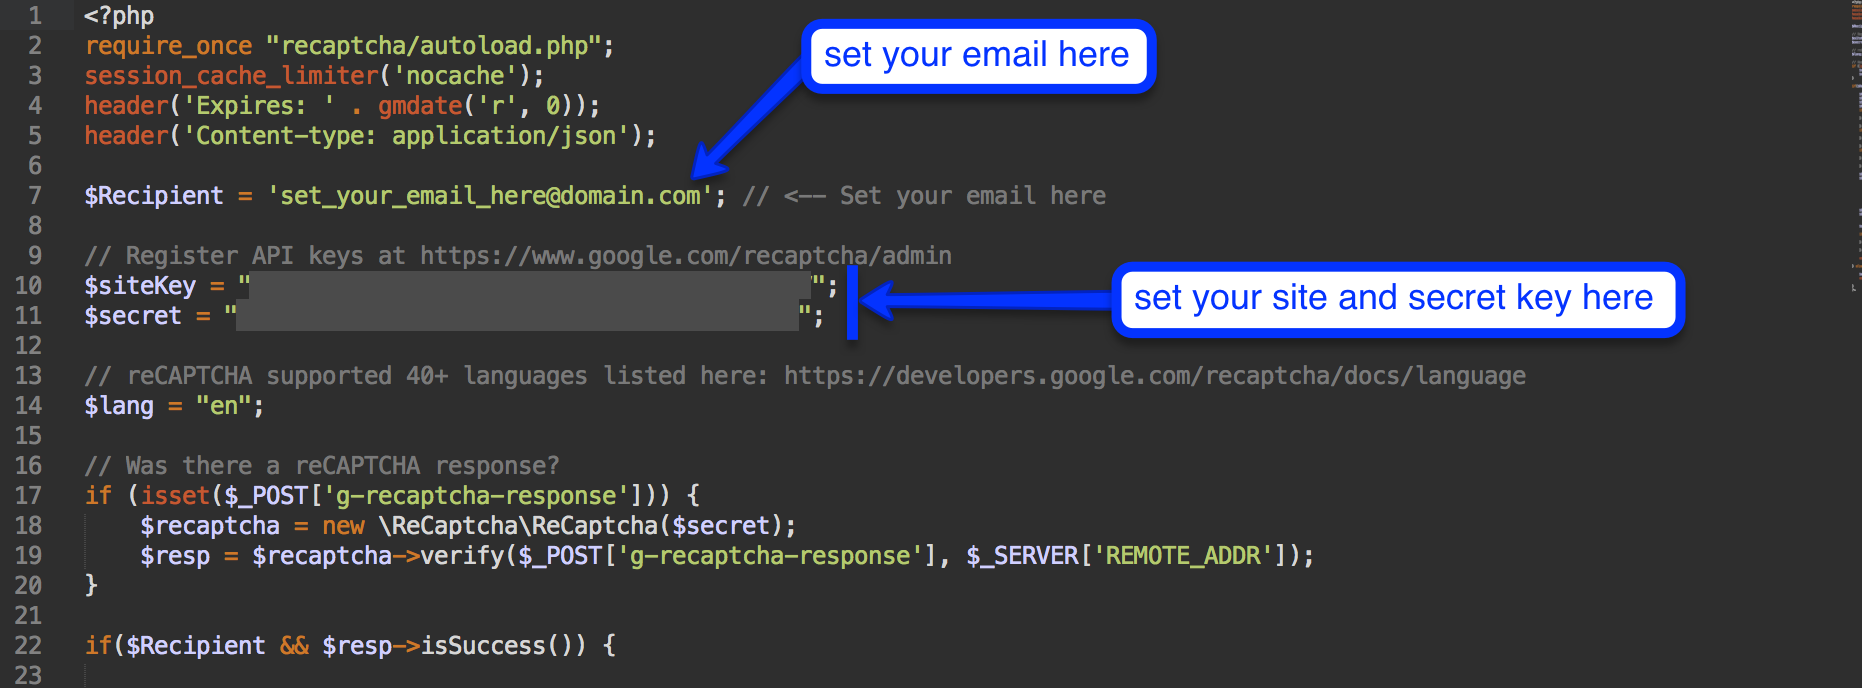 1 <?php
set your email here
2 require_once "recaptcha/autoload.php";
3 session_cache_limiter('nocache');
4 header('Expires: ' . gmdate('r', 0));
5 header('Content-type: application/json');
6
7 $Recipient = 'set_your_email_here@domain.com'; // <-- Set your email here
8
9 // Register API keys at https://www.google.com/recaptcha/admin
10 $siteKey = "";
set your site and secret key here
11 $secret = "";
12
13 // reCAPTCHA supported 40+ languages listed here: https://developers.google.com/recaptcha/docs/language
14 $lang = "en";
15
16 // Was there a reCAPTCHA response?
17 if (isset($_POST['g-recaptcha-response'])) {
18 $recaptcha = new \ReCaptcha\ReCaptcha($secret);
19 $resp = $recaptcha->verify($_POST['g-recaptcha-response'], $_SERVER['REMOTE_ADDR']);
20 }
21
22 if($Recipient && $resp->isSuccess()) {
23